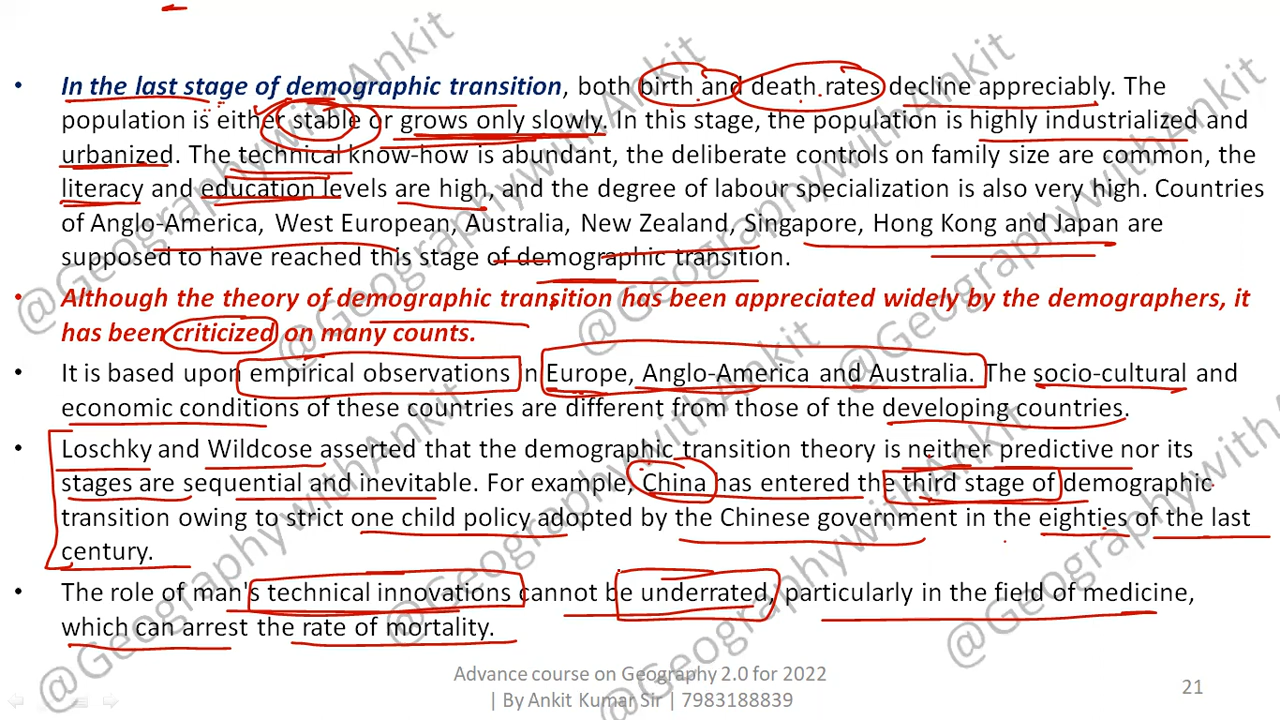 • In the last stage of demographic transition, both birth and death rates decline appreciably. The
population is either stable or grows only slowly. In this stage, the population is highly industrialized and
urbanized. The technical know-how is abundant, the deliberate controls on family size are common, the
literacy and education levels are high, and the degree of labour specialization is also very high. Countries
of Anglo-America, West European, Australia, New Zealand, Singapore, Hong Kong and Japan are
supposed to have reached this stage of demographic transition.
• Although the theory of demographic transition has been appreciated widely by the demographers, it
has been criticized on many counts.
• It is based upon empirical observations in Europe, Anglo-America and Australia. The socio-cultural and
economic conditions of these countries are different from those of the developing countries.
• Loschky and Wildcose asserted that the demographic transition theory is neither predictive nor its
stages are sequential and inevitable. For example, China has entered the third stage of demographic
transition owing to strict one child policy adopted by the Chinese government in the eighties of the last
century.
• The role of man's technical innovations cannot be underrated, particularly in the field of medicine,
which can arrest the rate of mortality.
Advance course on Geography 2.0 for 2022
| By Ankit Kumar Sir | 7983188839
21
@GeographywithAnkit
@GeographywithAnkit
@GeographywithAnkit
@GeographywithAnkit
@GeographywithAnkit
@GeographywithAnkit
@GeographywithAnkit
@GeographywithAnkit
@GeographywithAnkit